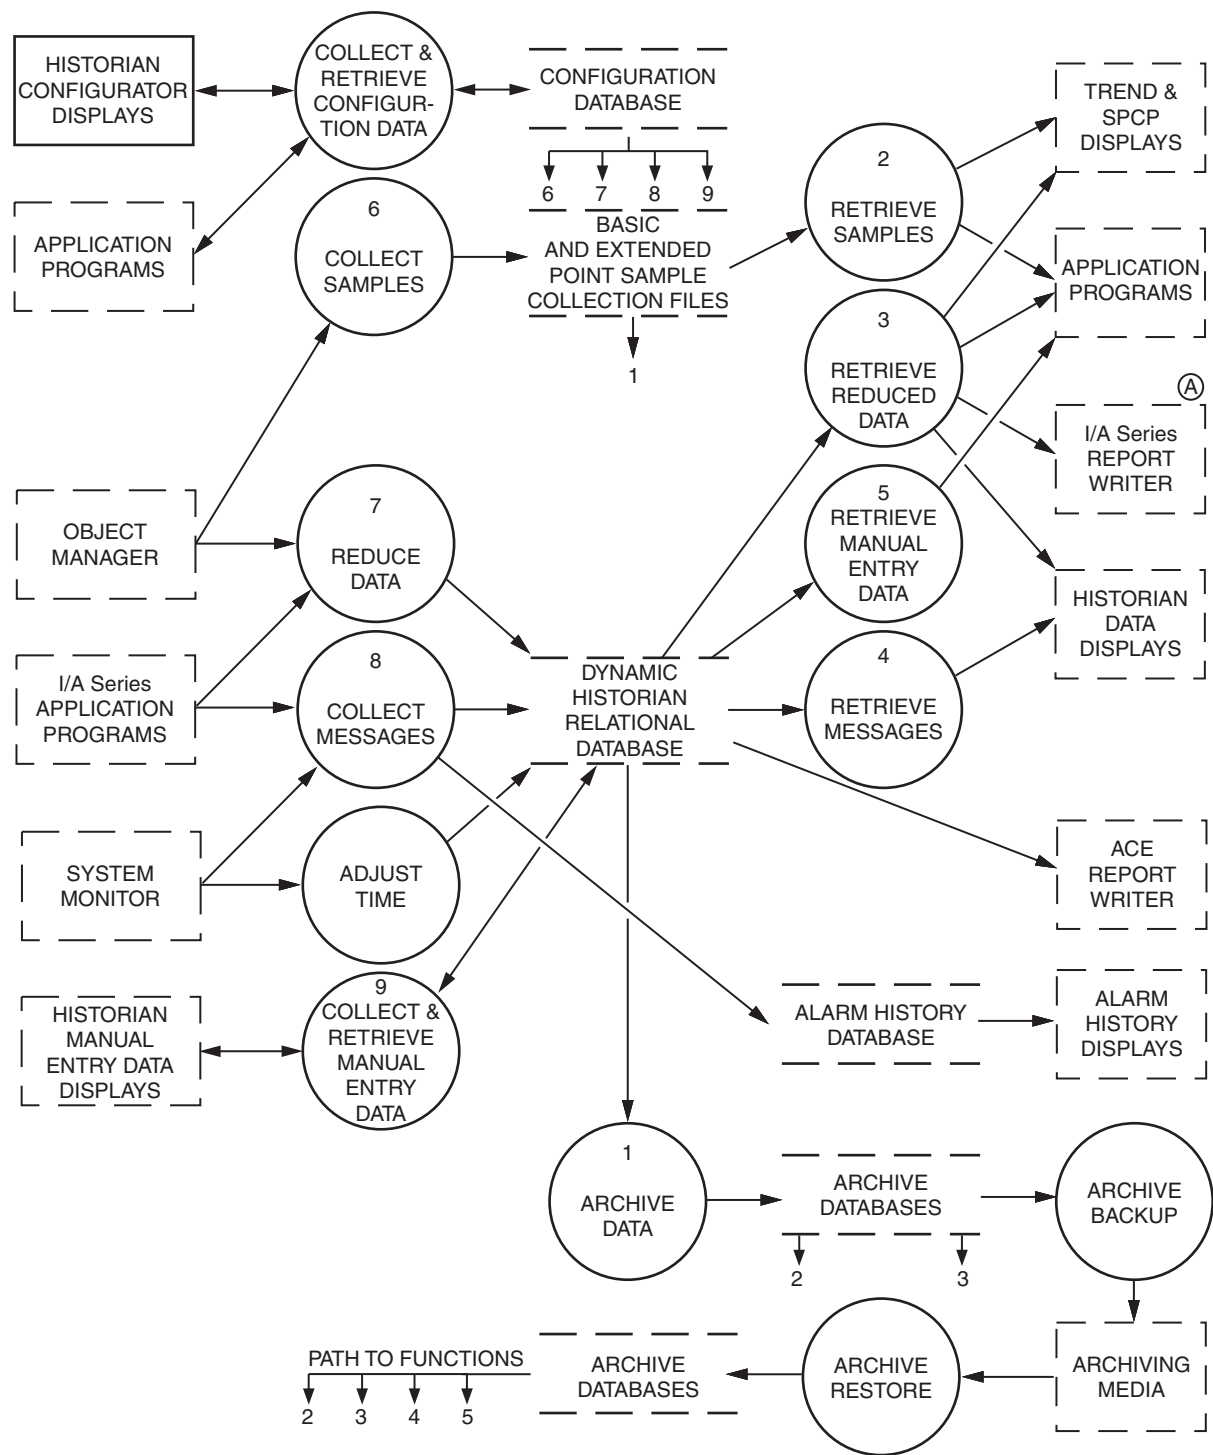 HISTORIAN
CONFIGURATOR
DISPLAYS
COLLECT &
RETRIEVE
CONFIGUR-
TION DATA
CONFIGURATION
DATABASE
6 7 8 9
APPLICATION
PROGRAMS
6
COLLECT
SAMPLES
BASIC
AND EXTENDED
POINT SAMPLE
COLLECTION FILES
1
2
RETRIEVE
SAMPLES
TREND &
SPCP
DISPLAYS
APPLICATION
PROGRAMS
3
RETRIEVE
REDUCED
DATA
A
I/A Series
REPORT
WRITER
OBJECT
MANAGER
7
REDUCE
DATA
5
RETRIEVE
MANUAL
ENTRY
DATA
HISTORIAN
DATA
DISPLAYS
I/A Series
APPLICATION
PROGRAMS
8
COLLECT
MESSAGES
DYNAMIC
HISTORIAN
RELATIONAL
DATABASE
4
RETRIEVE
MESSAGES
SYSTEM
MONITOR
ADJUST
TIME
ACE
REPORT
WRITER
HISTORIAN
MANUAL
ENTRY DATA
DISPLAYS
9
COLLECT &
RETRIEVE
MANUAL
ENTRY
DATA
ALARM HISTORY
DATABASE
ALARM
HISTORY
DISPLAYS
1
ARCHIVE
DATA
ARCHIVE
DATABASES
2 3
ARCHIVE
BACKUP
PATH TO FUNCTIONS
2 3 4 5
ARCHIVE
DATABASES
ARCHIVE
RESTORE
ARCHIVING
MEDIA